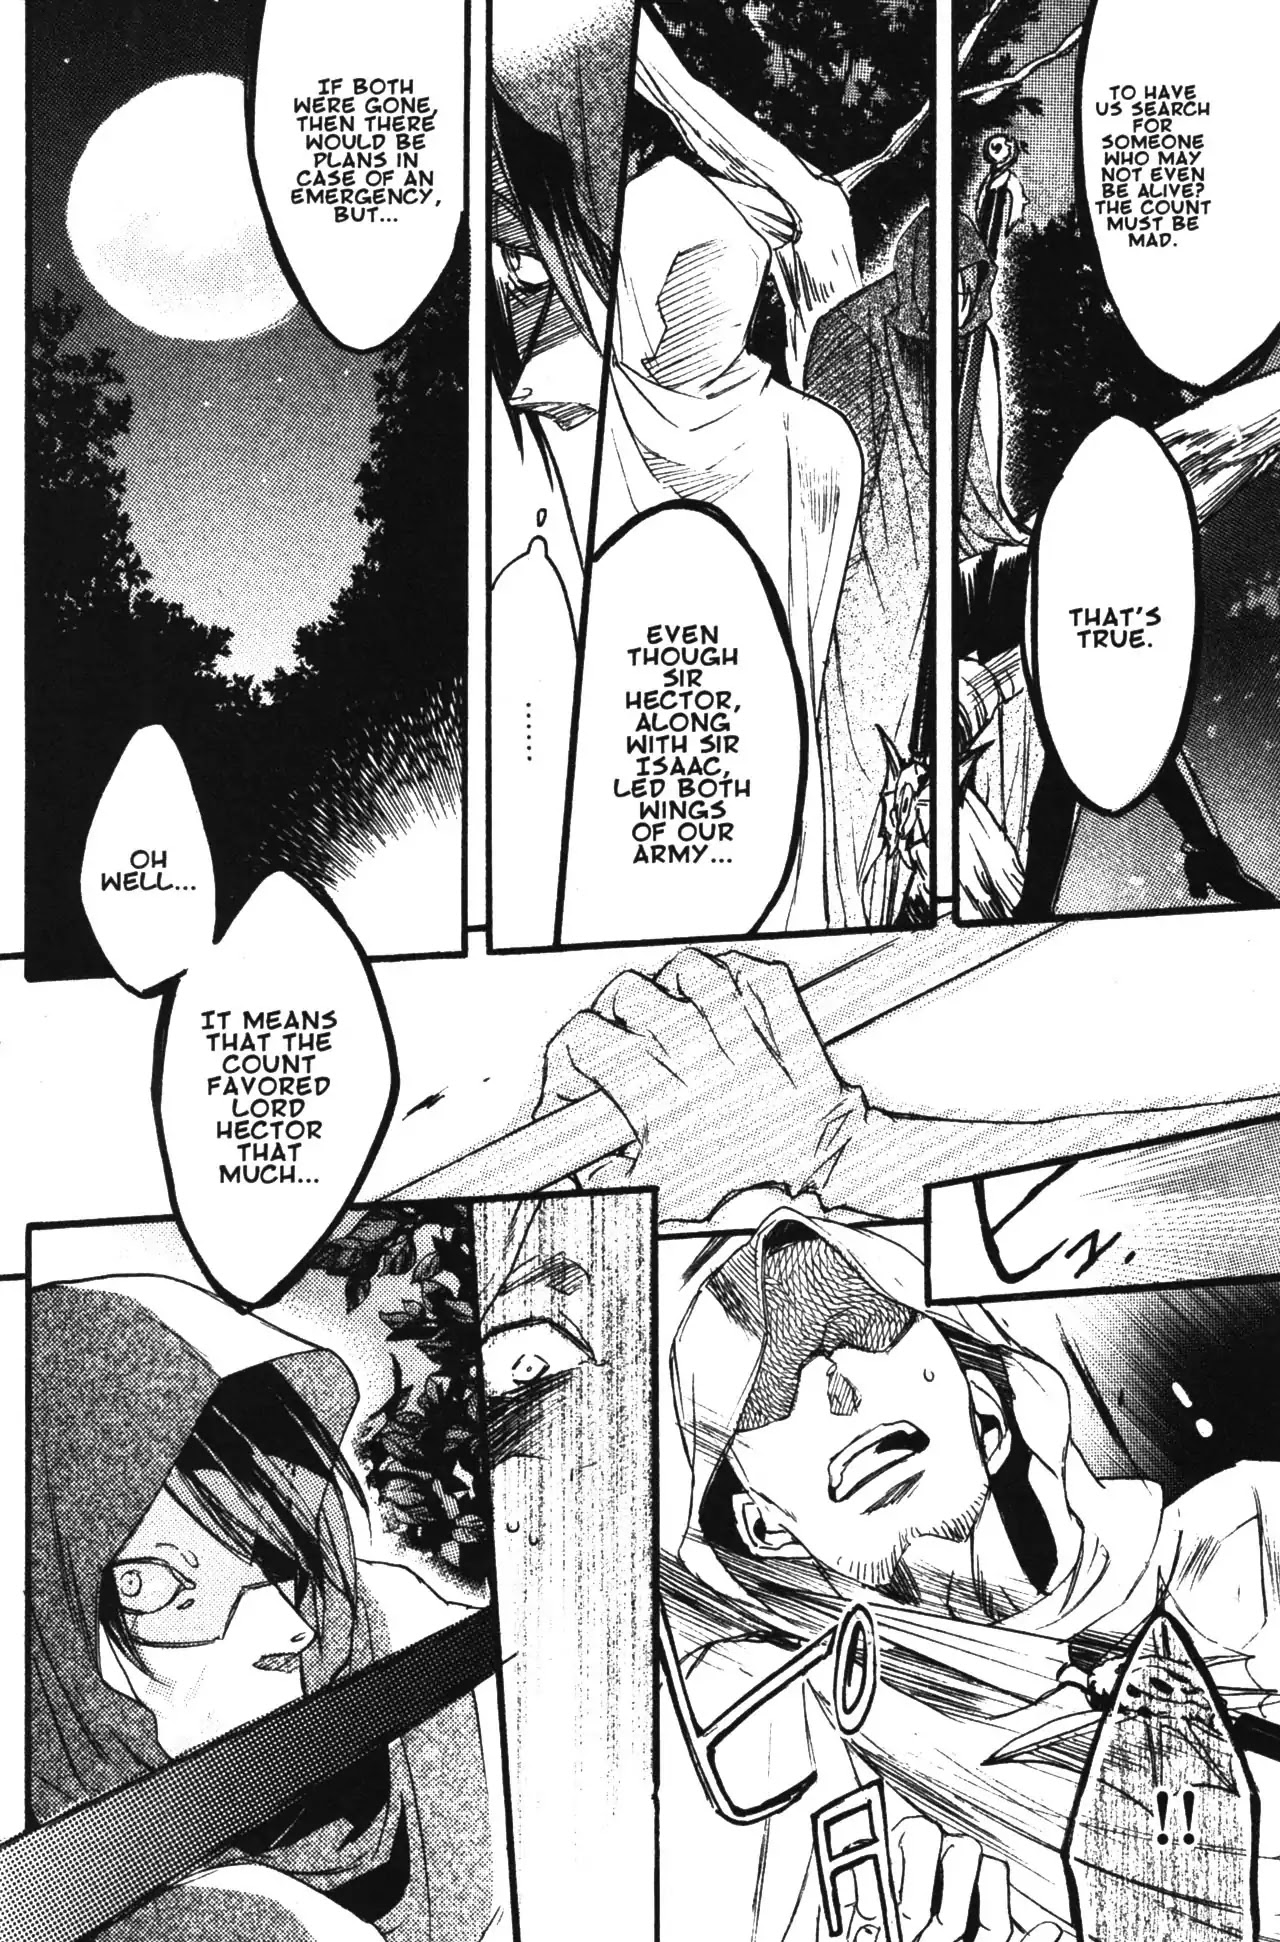 TO HAVE
US SEARCH
FOR
SOMEONE
WHO MAY
NOT EVEN
BE ALIVE?
THE COUNT
MUST BE
MAD.
THAT'S
TRUE.
EVEN
THOUGH
SIR
HECTOR,
ALONG
WITH SIR
ISAAC,
LED BOTH
WINGS
OF OUR
ARMY...
......
IF BOTH
WERE GONE,
THEN THERE
WOULD BE
PLANS IN
CASE OF AN
EMERGENCY,
BUT...
OH
WELL...
IT MEANS
THAT THE
COUNT
FAVORED
LORD
HECTOR
THAT
MUCH...
!!